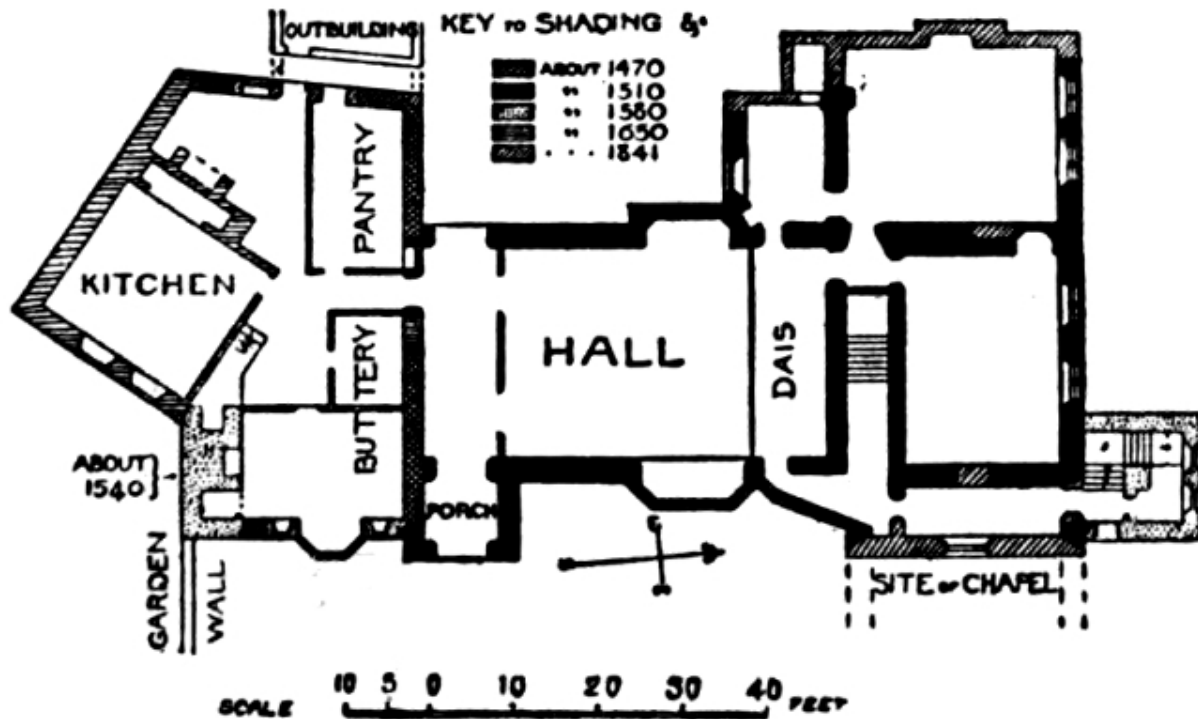 OUTBUILDING
KEY TO SHADING &c
ABOUT 1470
" 1510
" 1580
" 1650
" 1841
PANTRY
KITCHEN
HALL
DAIS
BUTTERY
ABOUT
1540
PORCH
SITE OF CHAPEL
GARDEN
WALL
10 5 0 10 20 30 40
SCALE FEET